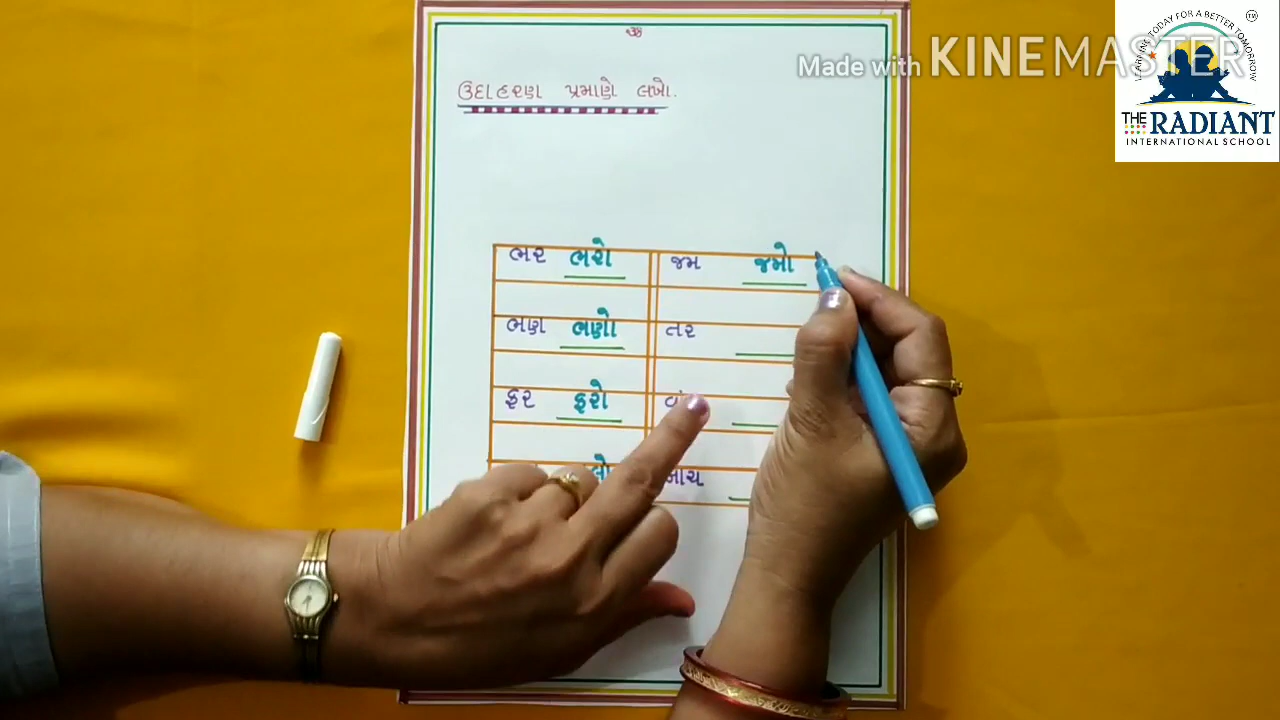 ૐ
Made with KINEMASTER
LEARNING TODAY FOR A BETTER TOMORROW TM
THE RADIANT
INTERNATIONAL SCHOOL
ઉદાહરણ પ્રમાણે લખો.
ભર ભરો જમ જમો
ભણ ભણો તર
ફર ફરો